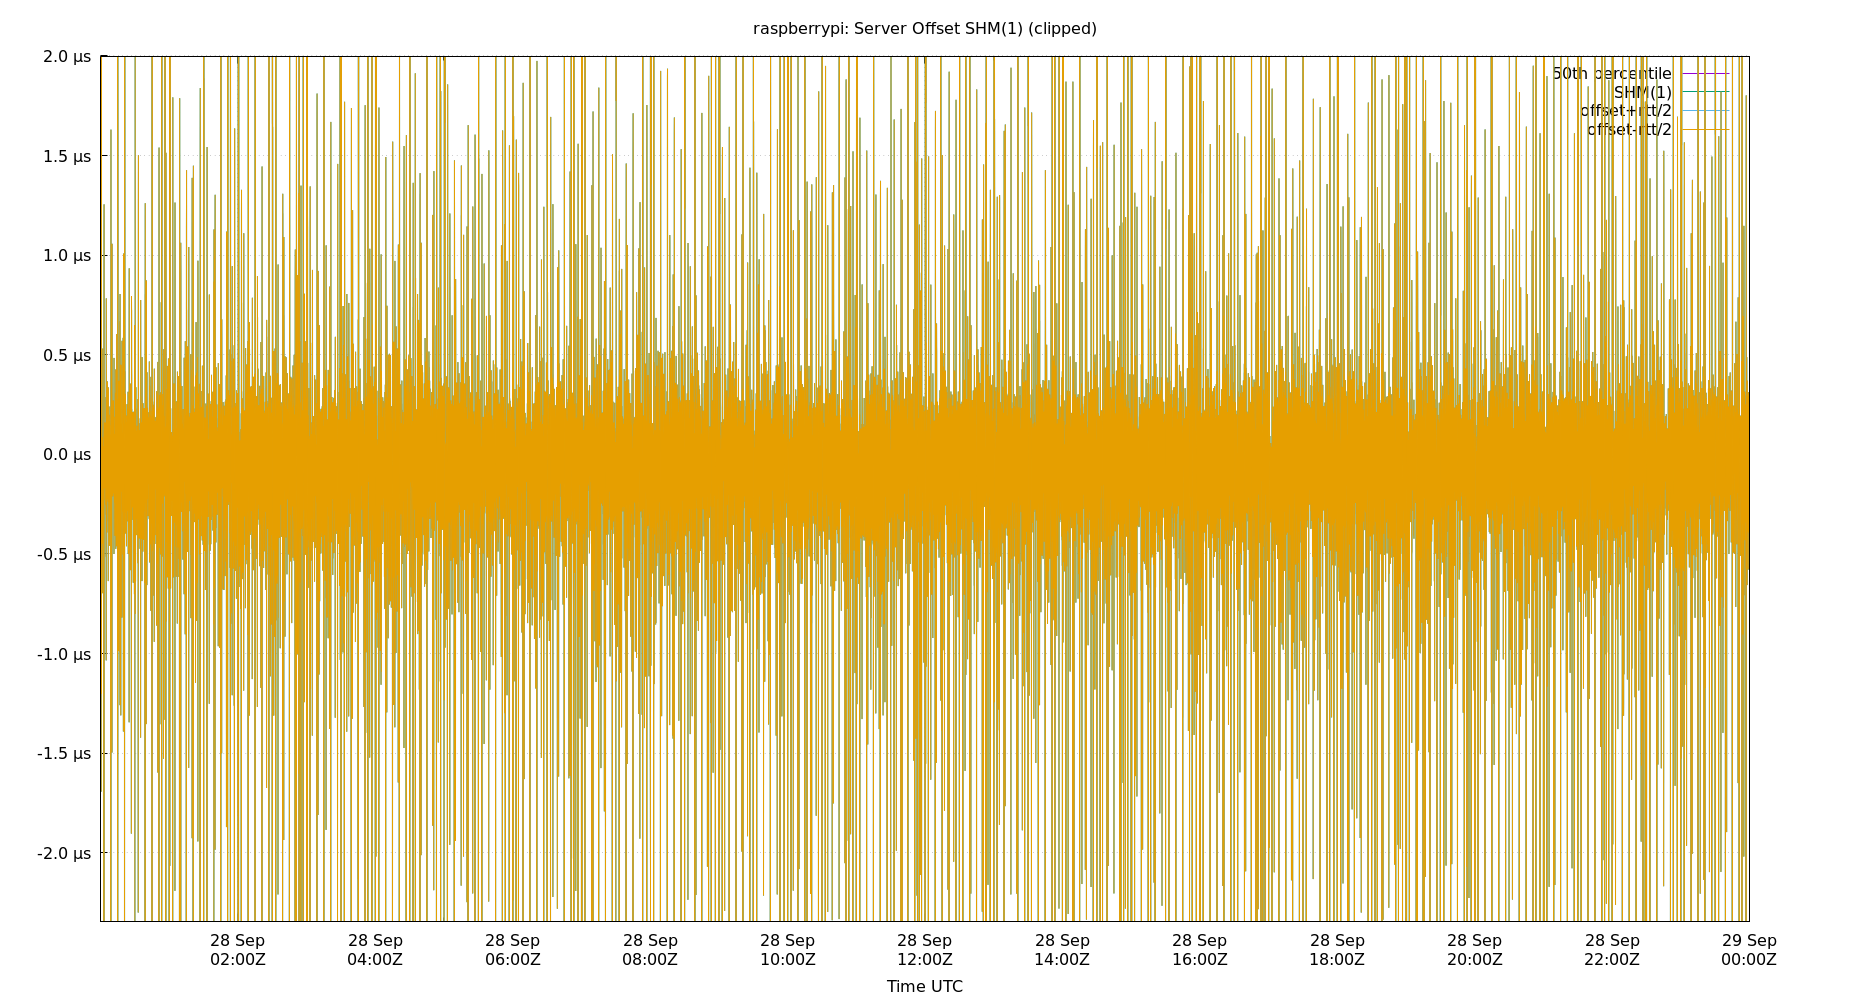 raspberrypi: Server Offset SHM(1) (clipped)
2.0 µs
1.5 µs
1.0 µs
0.5 µs
0.0 µs
-0.5 µs
-1.0 µs
-1.5 µs
-2.0 µs
50th percentile
SHM(1)
offset+rtt/2
offset-rtt/2
28 Sep
02:00Z
28 Sep
04:00Z
28 Sep
06:00Z
28 Sep
08:00Z
28 Sep
10:00Z
28 Sep
12:00Z
28 Sep
14:00Z
28 Sep
16:00Z
28 Sep
18:00Z
28 Sep
20:00Z
28 Sep
22:00Z
29 Sep
00:00Z
Time UTC